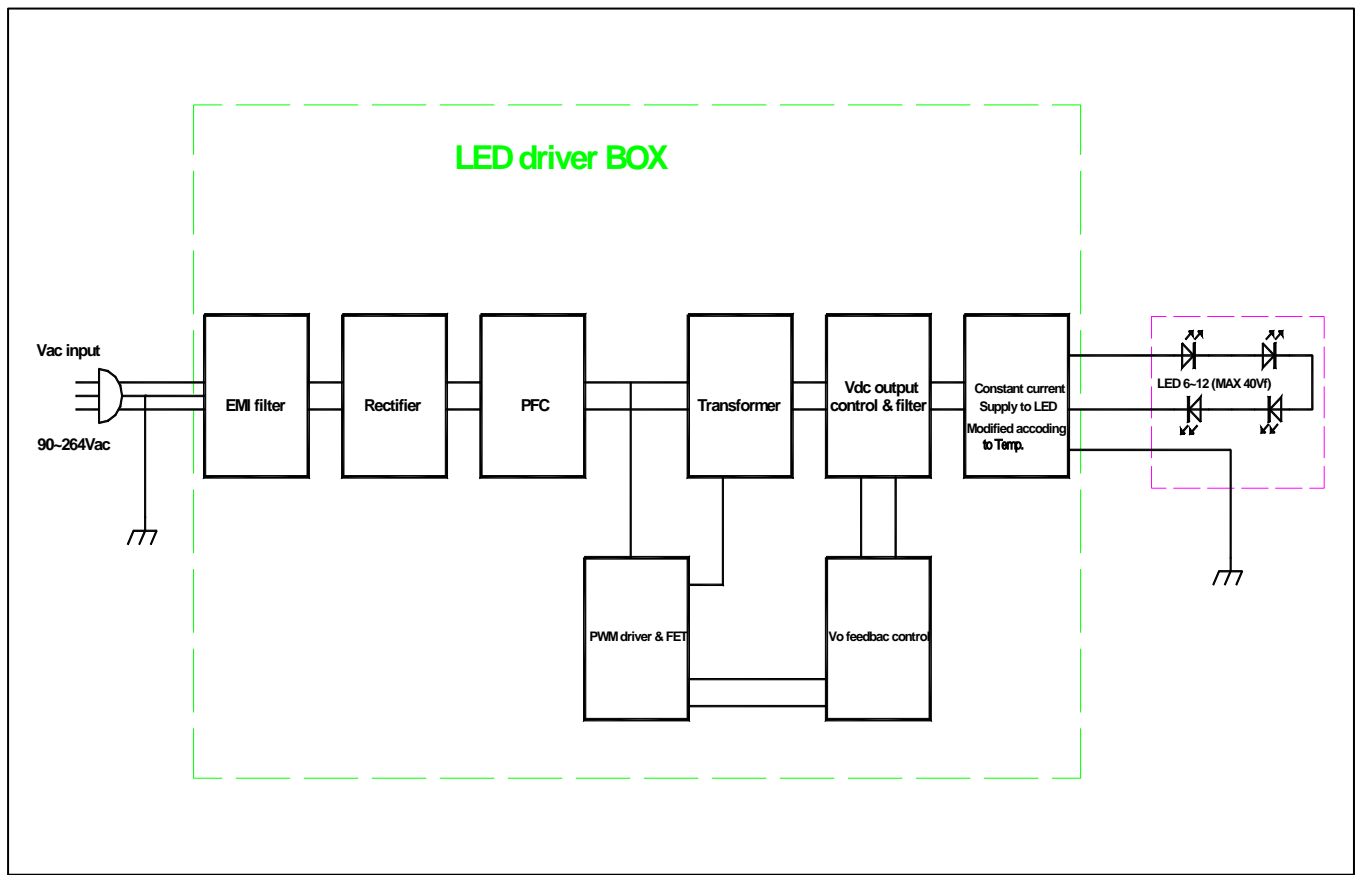 LED driver BOX
Vac input
90~264Vac
EMI filter
Rectifier
PFC
Transformer
Vdc output
control & filter
Constant current
Supply to LED
Modified accoding
to Temp.
LED 6~12 (MAX 40Vf)
PWM driver & FET
Vo feedbac control